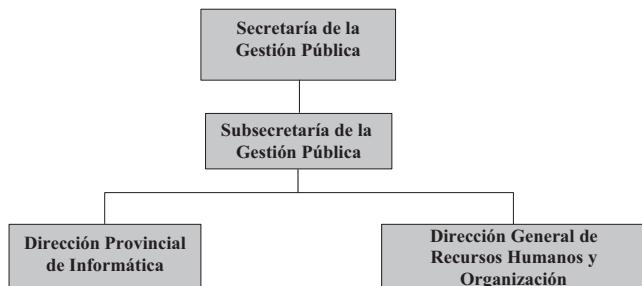 Secretaría de la
Gestión Pública
Subsecretaría de la
Gestión Pública
Dirección Provincial
de Informática
Dirección General de
Recursos Humanos y
Organización